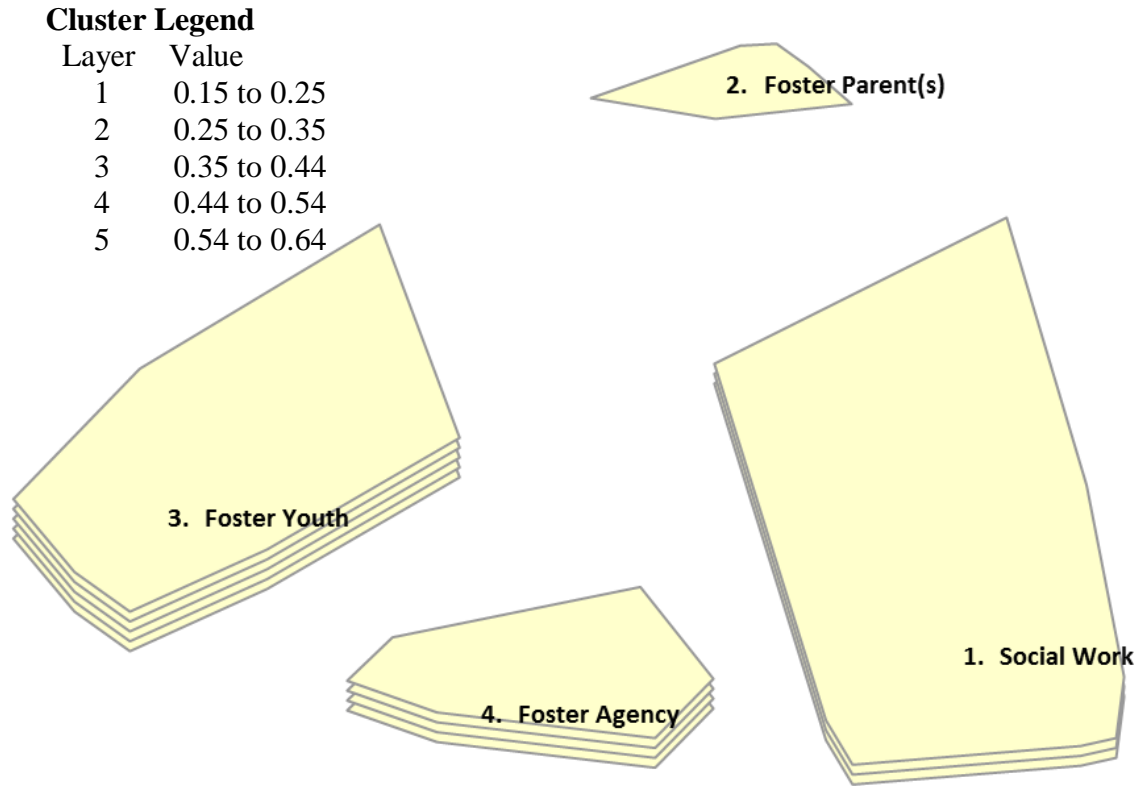 Cluster Legend
Layer Value
1 0.15 to 0.25
2 0.25 to 0.35
3 0.35 to 0.44
4 0.44 to 0.54
5 0.54 to 0.64
2. Foster Parent(s)
3. Foster Youth
1. Social Work
4. Foster Agency